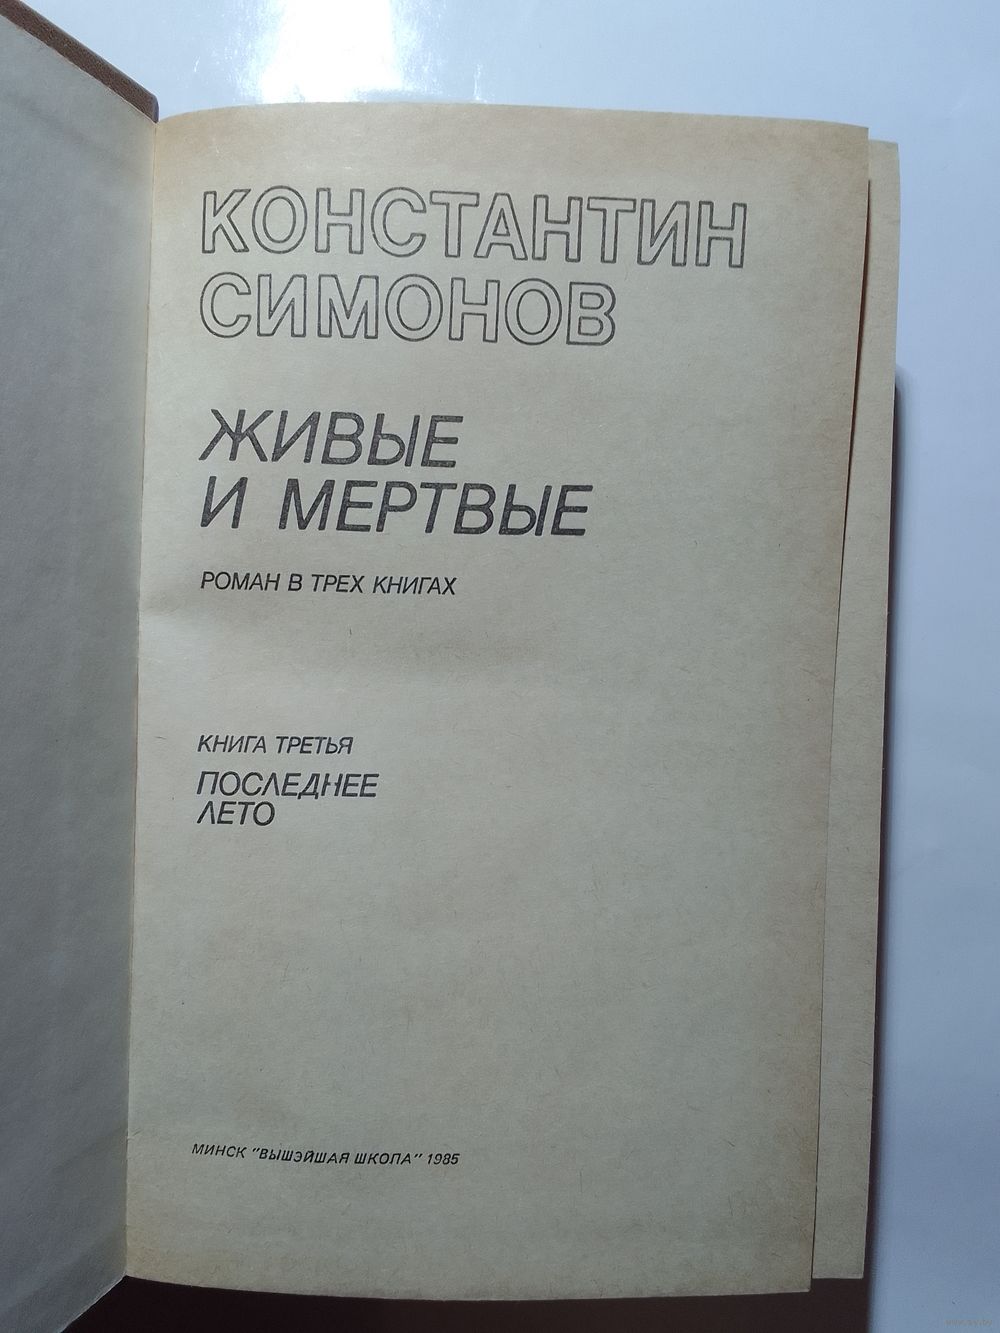 КОНСТАНТИН
СИМОНОВ
ЖИВЫЕ
И МЕРТВЫЕ
РОМАН В ТРЕХ КНИГАХ
КНИГА ТРЕТЬЯ
ПОСЛЕДНЕЕ
ЛЕТО
МИНСК "ВЫШЭЙШАЯ ШКОЛА" 1985